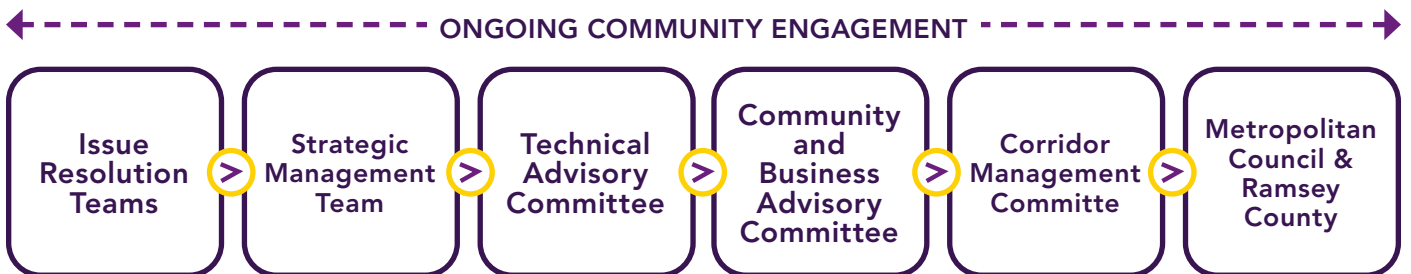 ONGOING COMMUNITY ENGAGEMENT
Issue
Resolution
Teams
>
Strategic
Management
Team
>
Technical
Advisory
Committee
>
Community
and
Business
Advisory
Committee
>
Corridor
Management
Committe
>
Metropolitan
Council &
Ramsey
County